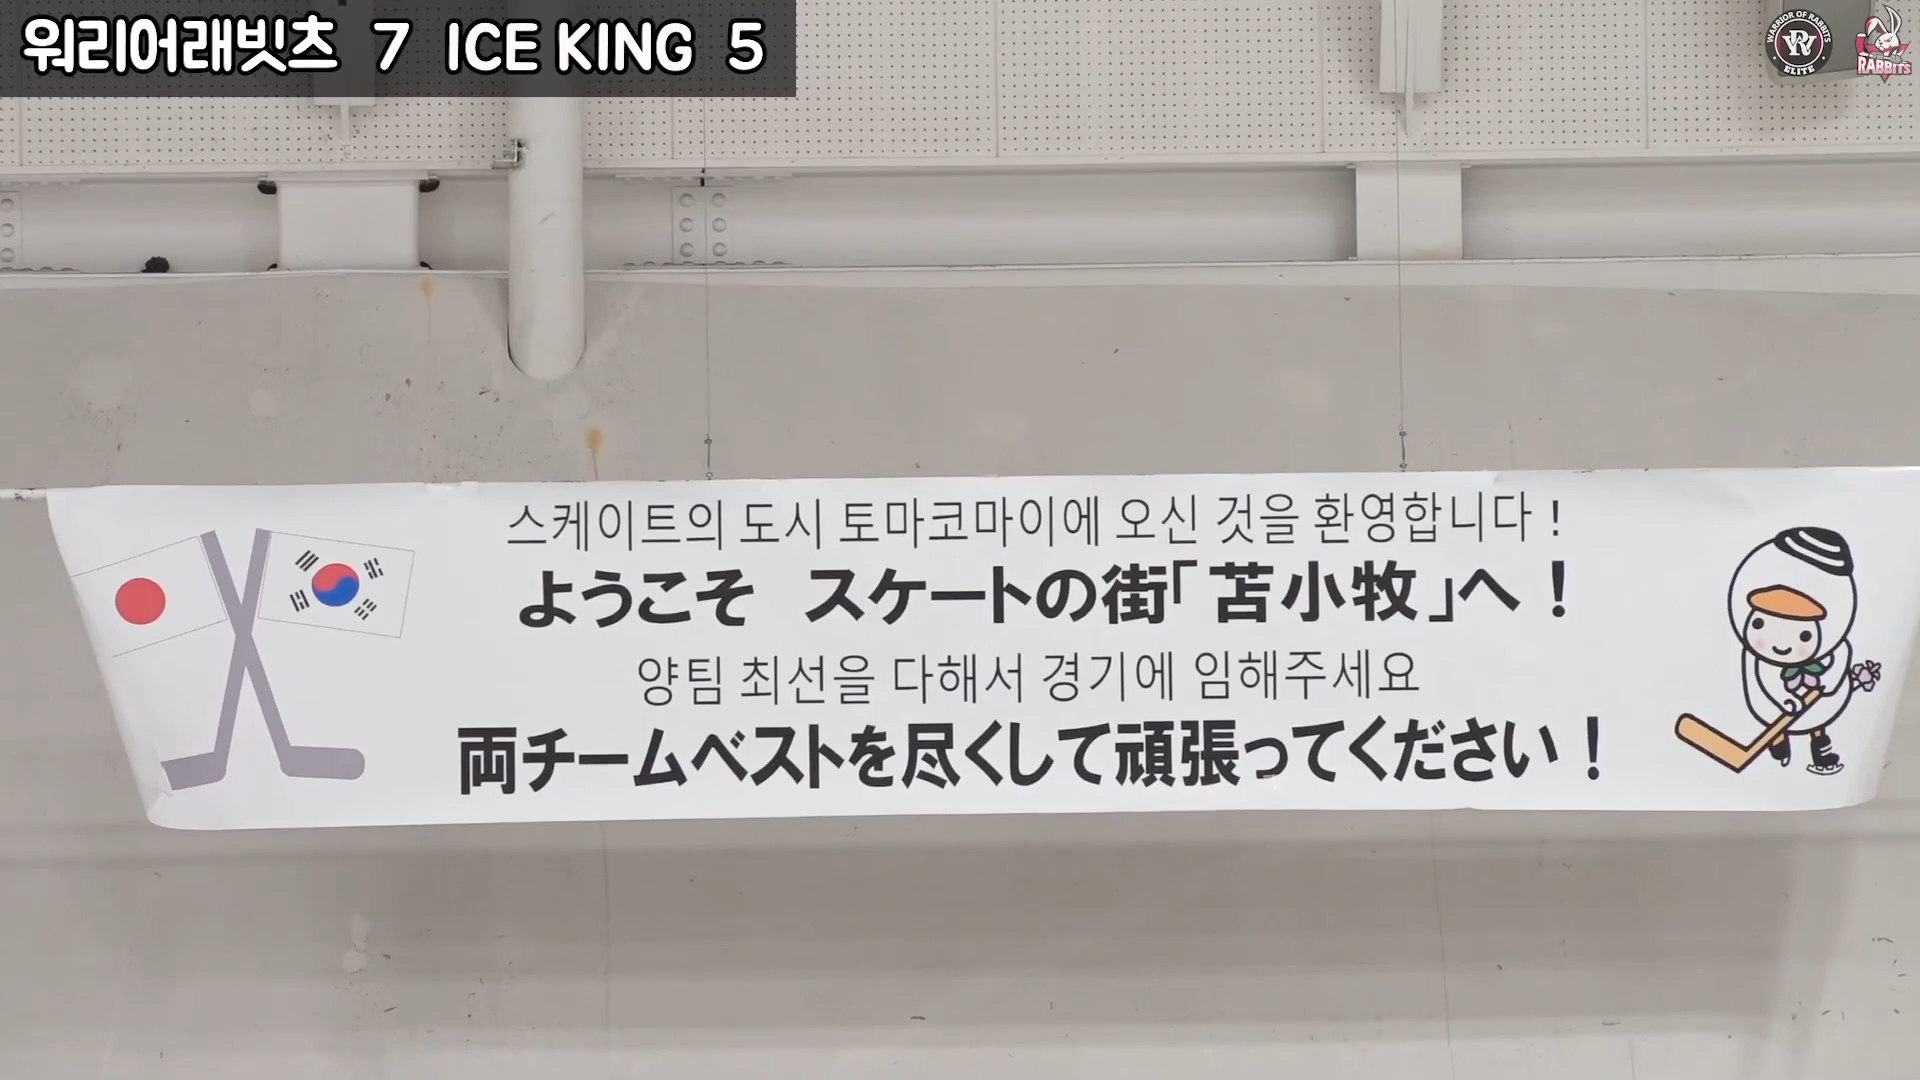 워리어래빗츠 7 ICE KING 5
WARRIOR OF RABBITS
ELITE
RABBITS
스케이트의 도시 토마코마이에 오신 것을 환영합니다 !
ようこそ スケートの街「苫小牧」へ！
양팀 최선을 다해서 경기에 임해주세요
両チームベストを尽くして頑張ってください！